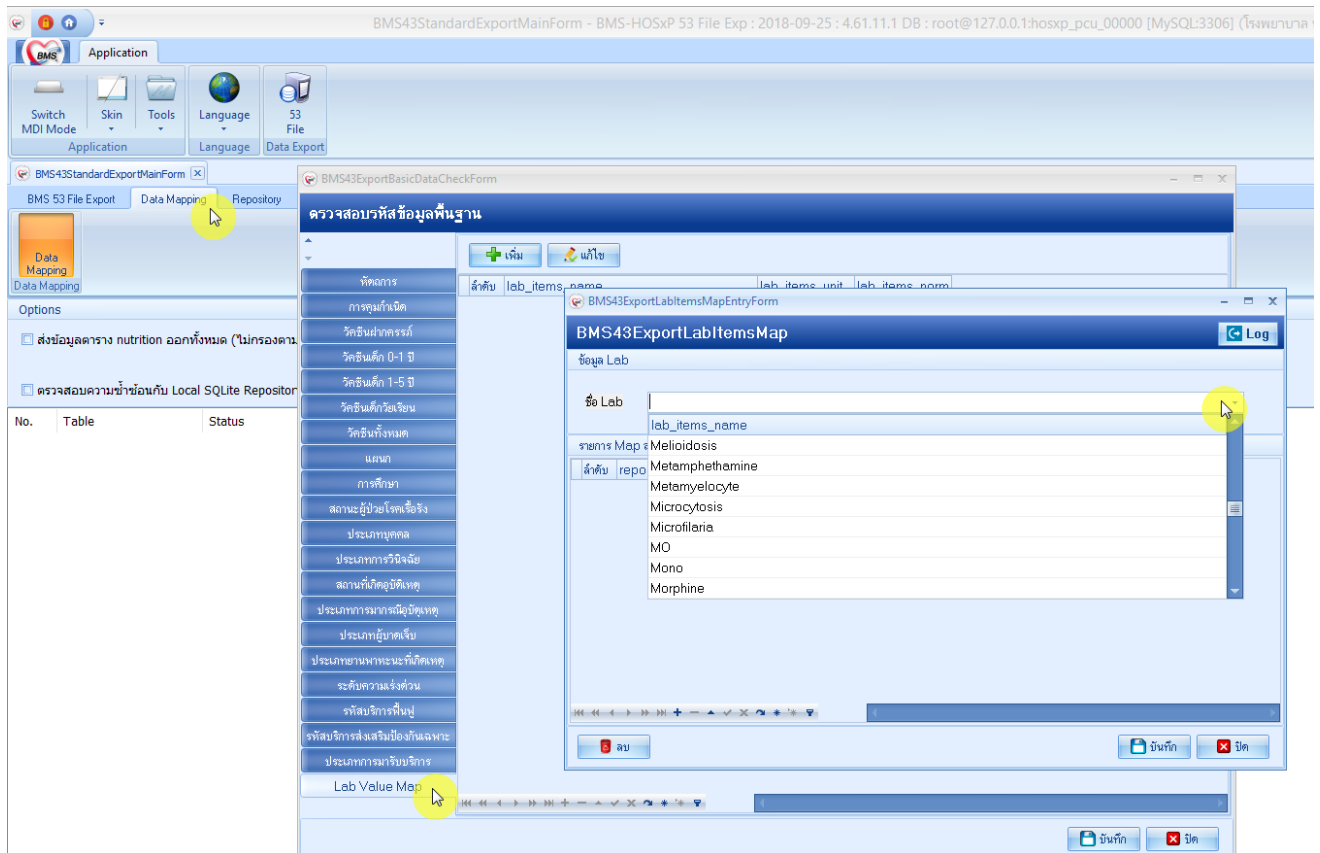 BMS43StandardExportMainForm - BMS-HOSxP 53 File Exp : 2018-09-25 : 4.61.11.1 DB : root@127.0.0.1:hosxp_pcu_00000 [MySQL:3306] (โรงพยาบาล
BMS
Application
Switch MDI Mode
Skin
Tools
Language
53 File
Application
Language
Data Export
BMS43StandardExportMainForm
BMS 53 File Export
Data Mapping
Repository
Data Mapping
Data Mapping
Options
ส่งข้อมูลตาราง nutrition ออกทั้งหมด (ไม่กรองตาม
ตรวจสอบความซ้ำซ้อนกับ Local SQLite Repositor
No. Table Status
BMS43ExportBasicDataCheckForm
ตรวจสอบรหัสข้อมูลพื้นฐาน
หัตถการ
การคุมกำเนิด
วัคซีนฝากครรภ์
วัคซีนเด็ก 0-1 ปี
วัคซีนเด็ก 1-5 ปี
วัคซีนเด็กวัยเรียน
วัคซีนทั้งหมด
แผนก
การศึกษา
สถานะผู้ป่วยโรคเรื้อรัง
ประเภทบุคคล
ประเภทการวินิจฉัย
สถานที่เกิดอุบัติเหตุ
ประเภทการมากรณีอุบัติเหตุ
ประเภทผู้บาดเจ็บ
ประเภทยานพาหะนะที่เกิดเหตุ
ระดับความเร่งด่วน
รหัสบริการฟื้นฟู
รหัสบริการส่งเสริมป้องกันเฉพาะ
ประเภทการมารับบริการ
Lab Value Map
เพิ่ม
แก้ไข
ลำดับ lab_items_name lab_items_unit lab_items_norm
BMS43ExportLabItemsMapEntryForm
BMS43ExportLabItemsMap
Log
ข้อมูล Lab
ชื่อ Lab
lab_items_name
รายการ Map
ลำดับ repo
Melioidosis
Metamphethamine
Metamyelocyte
Microcytosis
Microfilaria
MO
Mono
Morphine
ลบ
บันทึก
ปิด
บันทึก
ปิด